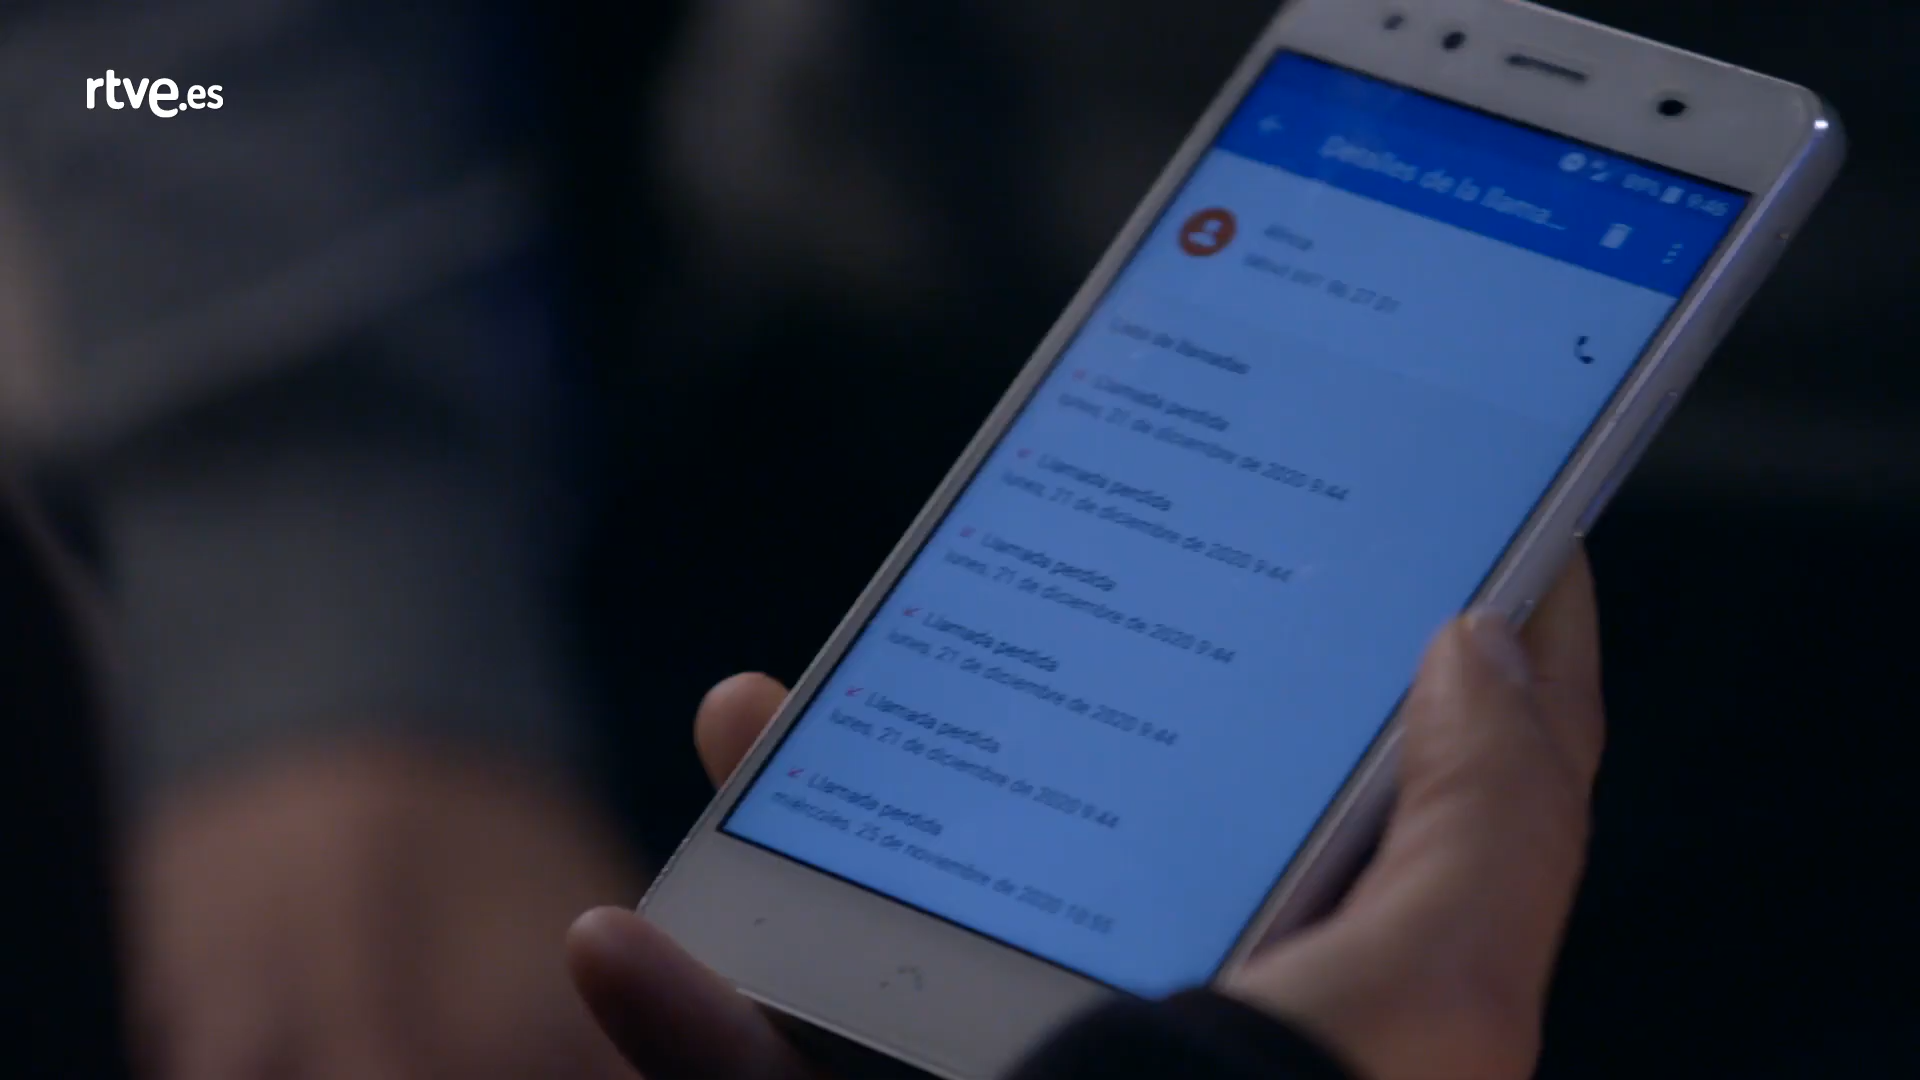 rtve.es
9:45
Detalles de la llama...
Listo de llamadas
Llamada perdida
lunes, 21 de diciembre de 2020 9:44
Llamada perdida
lunes, 21 de diciembre de 2020 9:44
Llamada perdida
lunes, 21 de diciembre de 2020 9:44
Llamada perdida
lunes, 21 de diciembre de 2020 9:44
Llamada perdida
lunes, 21 de diciembre de 2020 9:44
Llamada perdida
miércoles, 25 de noviembre de 2020